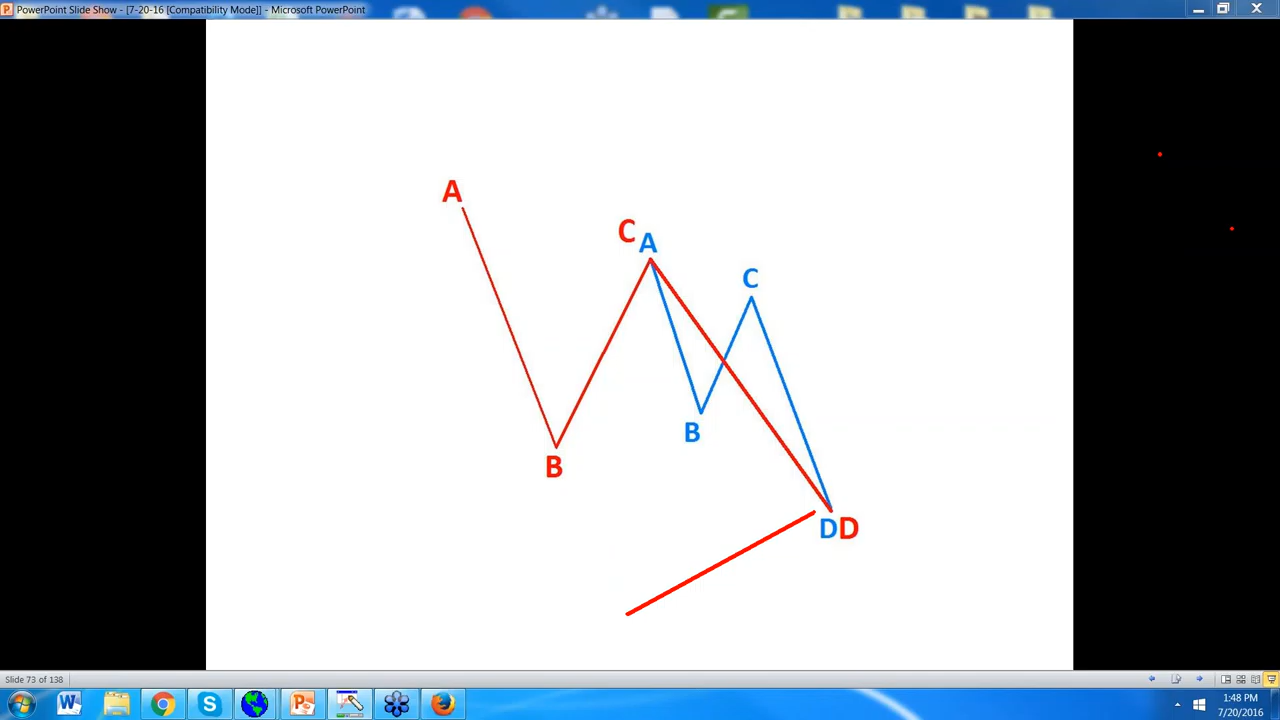 PowerPoint Slide Show - [7-20-16 [Compatibility Mode]] - Microsoft PowerPoint
A
C
A
C
B
B
DD
Slide 73 of 138
1:48 PM
7/20/2016